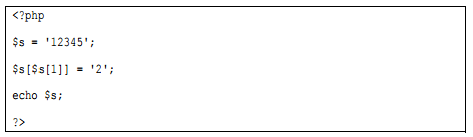 <?php
$s = '12345';
$s[$s[1]] = '2';
echo $s;
?>